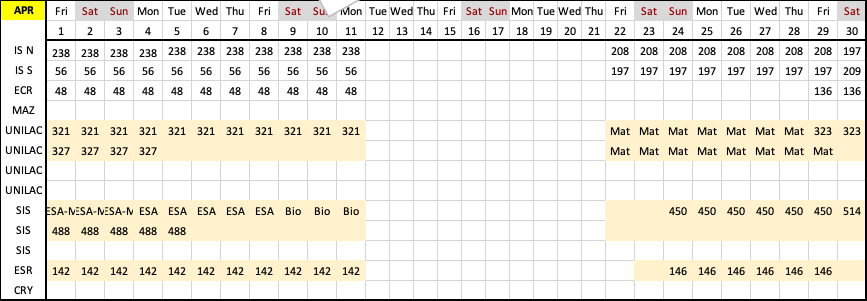 APR Fri Sat Sun Mon Tue Wed Thu Fri Sat Sun Mon Tue Wed Thu Fri Sat Sun Mon Tue Wed Thu Fri Sat Sun Mon Tue Wed Thu Fri Sat
1 2 3 4 5 6 7 8 9 10 11 12 13 14 15 16 17 18 19 20 21 22 23 24 25 26 27 28 29 30
IS N 238 238 238 238 238 238 238 238 238 238 238 208 208 208 208 208 208 208 208 197
IS S 56 56 56 56 56 56 56 56 56 56 56 197 197 197 197 197 197 197 197 209
ECR 48 48 48 48 48 48 48 48 48 48 48 136 136
MAZ
UNILAC 321 321 321 321 321 321 321 321 321 321 321 Mat Mat Mat Mat Mat Mat Mat 323 323
UNILAC 327 327 327 327 Mat Mat Mat Mat Mat Mat Mat Mat
UNILAC
UNILAC
SIS ESA-M ESA-M ESA-M ESA ESA ESA ESA ESA Bio Bio Bio 450 450 450 450 450 450 514
SIS 488 488 488 488 488
SIS
ESR 142 142 142 142 142 142 142 142 142 142 142 146 146 146 146 146 146
CRY